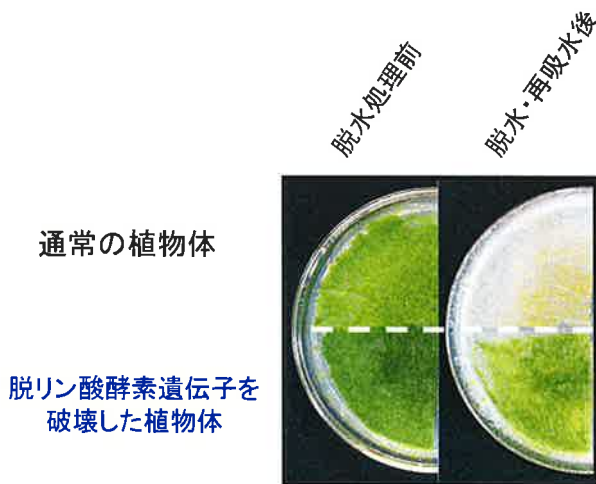 脱水処理前
脱水・再吸水後
通常の植物体
脱リン酸酵素遺伝子を
破壊した植物体